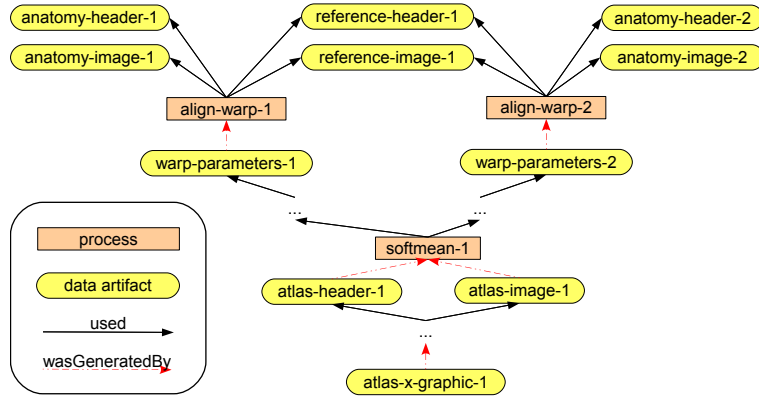 anatomy-header-1
reference-header-1
anatomy-header-2
anatomy-image-1
reference-image-1
anatomy-image-2
align-warp-1
align-warp-2
warp-parameters-1
warp-parameters-2
...
...
softmean-1
process
data artifact
atlas-header-1
atlas-image-1
used
...
wasGeneratedBy
atlas-x-graphic-1